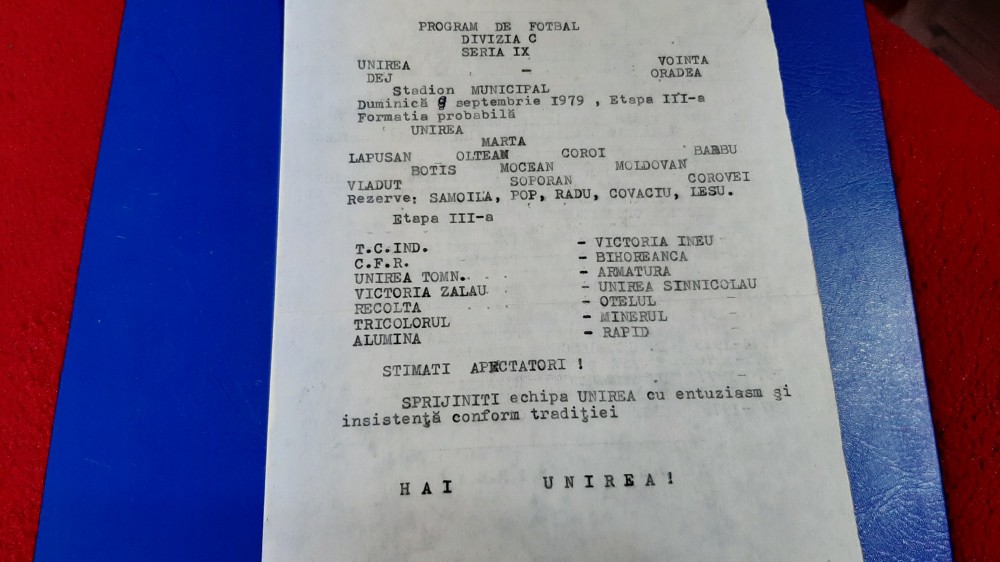 PROGRAM DE FOTBAL
DIVIZIA C
SERIA IX
UNIREA - VOINTA
DEJ ORADEA
Stadion MUNICIPAL
Duminică 9 septembrie 1979 , Etapa III-a
Formatia probabilă
UNIREA
MARTA
LAPUSAN OLTEAN COROI BARBU
BOTIS MOCEAN MOLDOVAN
VLADUT SOPORAN COROVEI
Rezerve: SAMOILA, POP, RADU, COVACIU, LESU.
Etapa III-a
T.C.IND. - VICTORIA INEU
C.F.R. - BIHOREANCA
UNIREA TOMN. - ARMATURA
VICTORIA ZALAU - UNIREA SINNICOLAU
RECOLTA - OTELUL
TRICOLORUL - MINERUL
ALUMINA - RAPID
STIMATI APECTATORI !
SPRIJINITI echipa UNIREA cu entuziasm şi
insistenţă conform tradiţiei
HAI UNIREA!